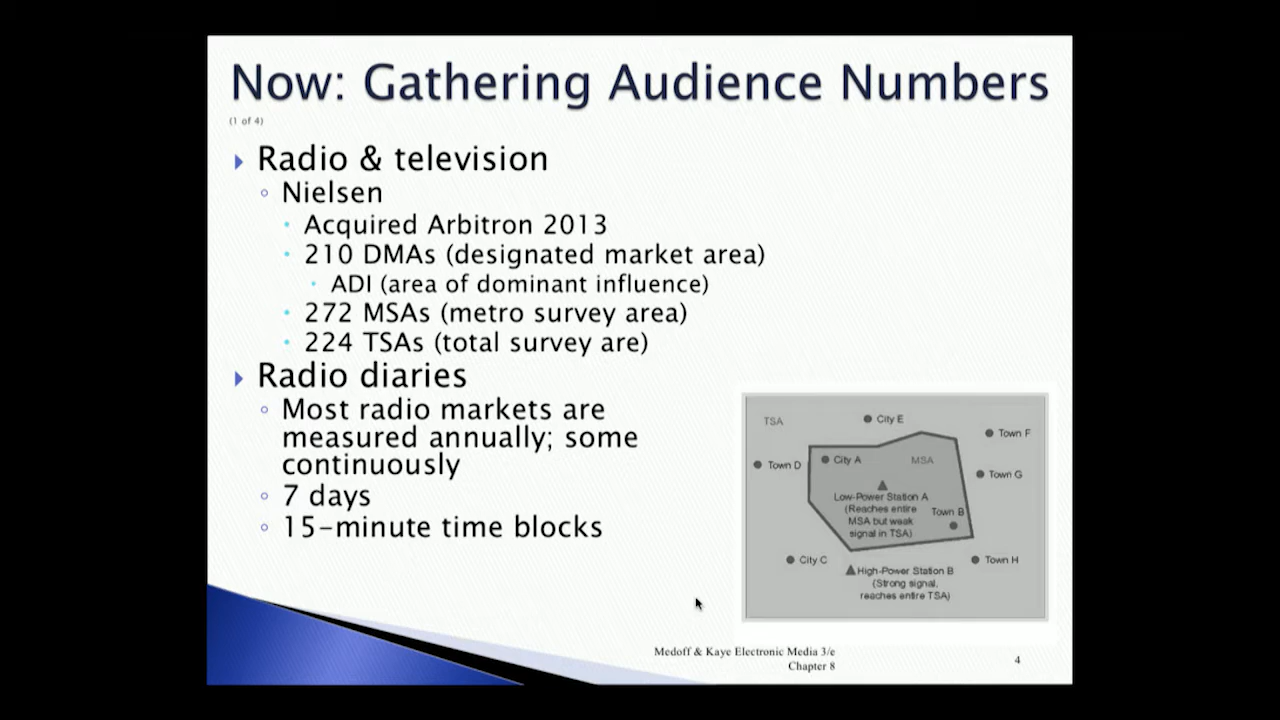 Now: Gathering Audience Numbers
(1 of 4)
Radio & television
Nielsen
Acquired Arbitron 2013
210 DMAs (designated market area)
ADI (area of dominant influence)
272 MSAs (metro survey area)
224 TSAs (total survey are)
Radio diaries
Most radio markets are
measured annually; some
continuously
7 days
15-minute time blocks
TSA
City E
Town F
Town D
City A
MSA
Town G
Low-Power Station A
(Reaches entire
MSA but weak
signal in TSA)
Town B
City C
Town H
High-Power Station B
(Strong signal,
reaches entire TSA)
Medoff & Kaye Electronic Media 3/e
Chapter 8
4